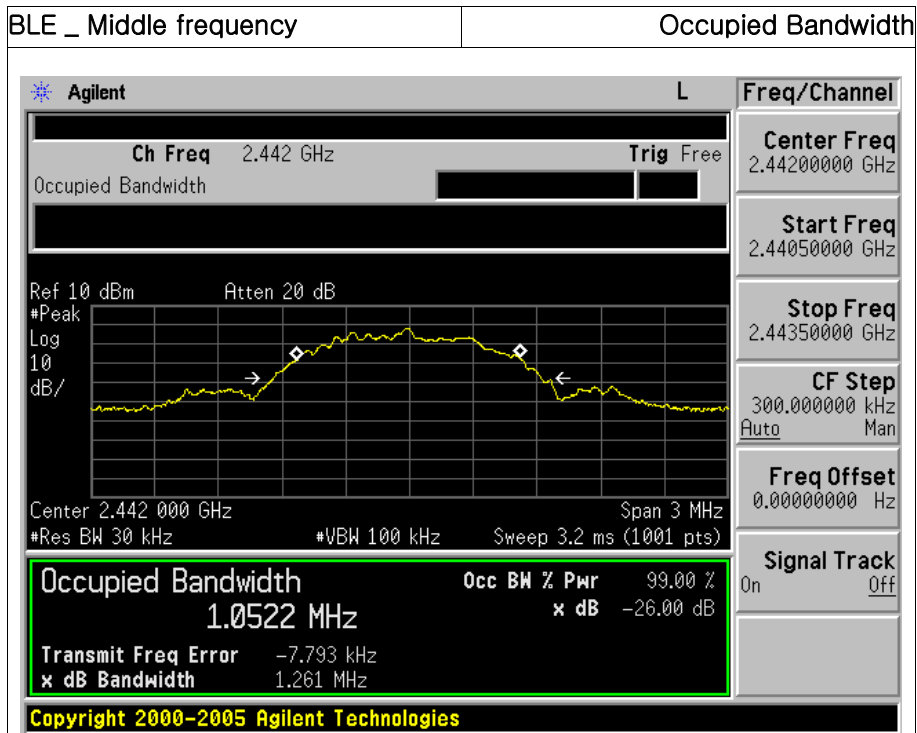 BLE _ Middle frequency
Occupied Bandwidth
Agilent
L
Freq/Channel
Ch Freq 2.442 GHz
Trig Free
Occupied Bandwidth
Center Freq
2.44200000 GHz
Start Freq
2.44050000 GHz
Stop Freq
2.44350000 GHz
CF Step
300.000000 kHz
Auto Man
Freq Offset
0.00000000 Hz
Signal Track
On Off
Ref 10 dBm
Atten 20 dB
#Peak
Log
10
dB/
Center 2.442 000 GHz
Span 3 MHz
#Res BW 30 kHz
#VBW 100 kHz
Sweep 3.2 ms (1001 pts)
Occupied Bandwidth
1.0522 MHz
Occ BW % Pwr 99.00 %
x dB -26.00 dB
Transmit Freq Error -7.793 kHz
x dB Bandwidth 1.261 MHz
Copyright 2000-2005 Agilent Technologies